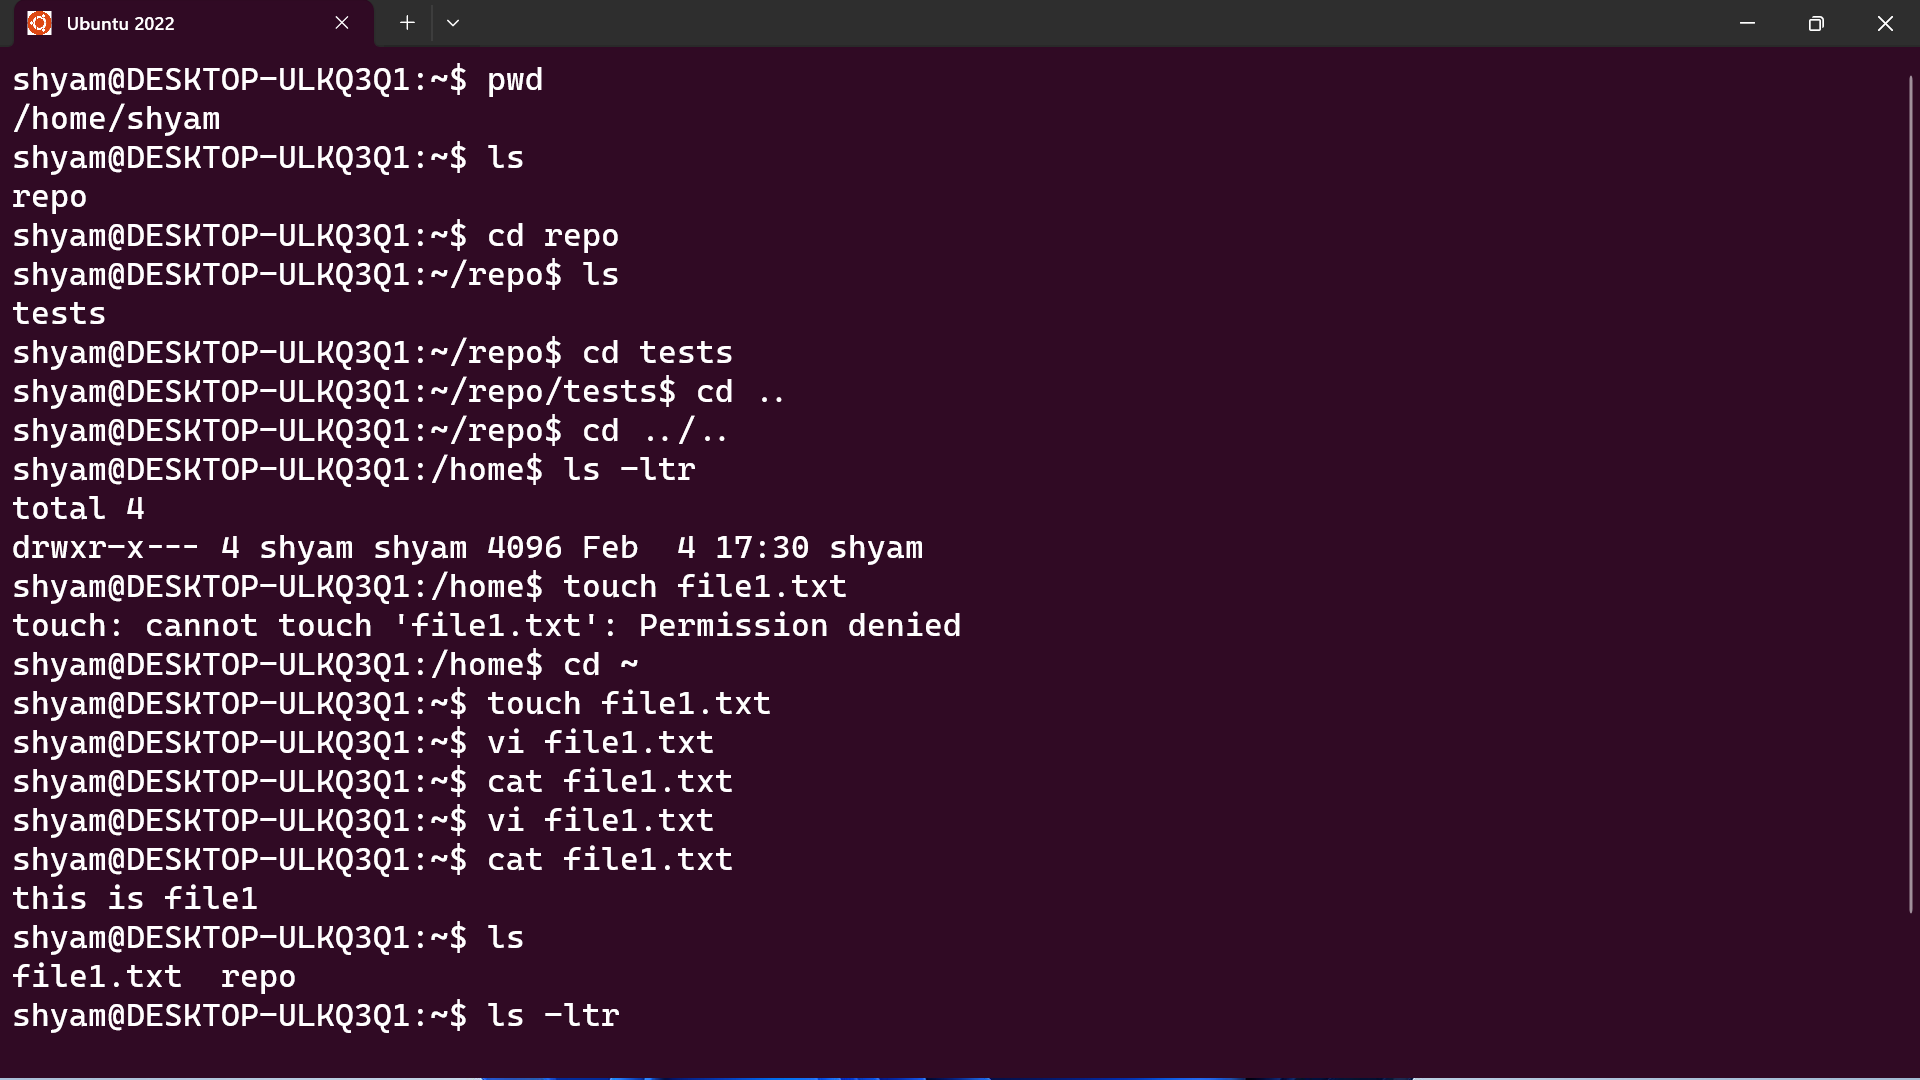 Ubuntu 2022
shyam@DESKTOP-ULKQ3Q1:~$ pwd
/home/shyam
shyam@DESKTOP-ULKQ3Q1:~$ ls
repo
shyam@DESKTOP-ULKQ3Q1:~$ cd repo
shyam@DESKTOP-ULKQ3Q1:~/repo$ ls
tests
shyam@DESKTOP-ULKQ3Q1:~/repo$ cd tests
shyam@DESKTOP-ULKQ3Q1:~/repo/tests$ cd ..
shyam@DESKTOP-ULKQ3Q1:~/repo$ cd ../..
shyam@DESKTOP-ULKQ3Q1:/home$ ls -ltr
total 4
drwxr-x--- 4 shyam shyam 4096 Feb  4 17:30 shyam
shyam@DESKTOP-ULKQ3Q1:/home$ touch file1.txt
touch: cannot touch 'file1.txt': Permission denied
shyam@DESKTOP-ULKQ3Q1:/home$ cd ~
shyam@DESKTOP-ULKQ3Q1:~$ touch file1.txt
shyam@DESKTOP-ULKQ3Q1:~$ vi file1.txt
shyam@DESKTOP-ULKQ3Q1:~$ cat file1.txt
shyam@DESKTOP-ULKQ3Q1:~$ vi file1.txt
shyam@DESKTOP-ULKQ3Q1:~$ cat file1.txt
this is file1
shyam@DESKTOP-ULKQ3Q1:~$ ls
file1.txt  repo
shyam@DESKTOP-ULKQ3Q1:~$ ls -ltr